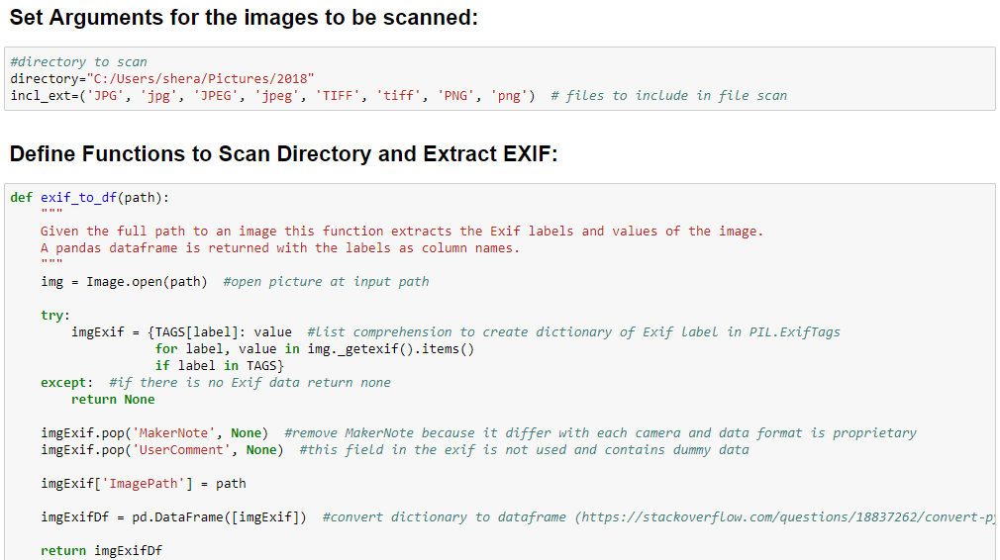 Set Arguments for the images to be scanned:
#directory to scan
directory="C:/Users/shera/Pictures/2018"
incl_ext=('JPG', 'jpg', 'JPEG', 'jpeg', 'TIFF', 'tiff', 'PNG', 'png')  # files to include in file scan
Define Functions to Scan Directory and Extract EXIF:
def exif_to_df(path):
    """
    Given the full path to an image this function extracts the Exif labels and values of the image.
    A pandas dataframe is returned with the labels as column names.
    """
    img = Image.open(path)  #open picture at input path
    try:
        imgExif = {TAGS[label]: value  #list comprehension to create dictionary of Exif label in PIL.ExifTags
                   for label, value in img._getexif().items()
                   if label in TAGS}
    except:  #if there is no Exif data return none
        return None
    imgExif.pop('MakerNote', None)  #remove MakerNote because it differ with each camera and data format is proprietary
    imgExif.pop('UserComment', None)  #this field in the exif is not used and contains dummy data
    imgExif['ImagePath'] = path
    imgExifDf = pd.DataFrame([imgExif])  #convert dictionary to dataframe (https://stackoverflow.com/questions/18837262/convert-p
    return imgExifDf